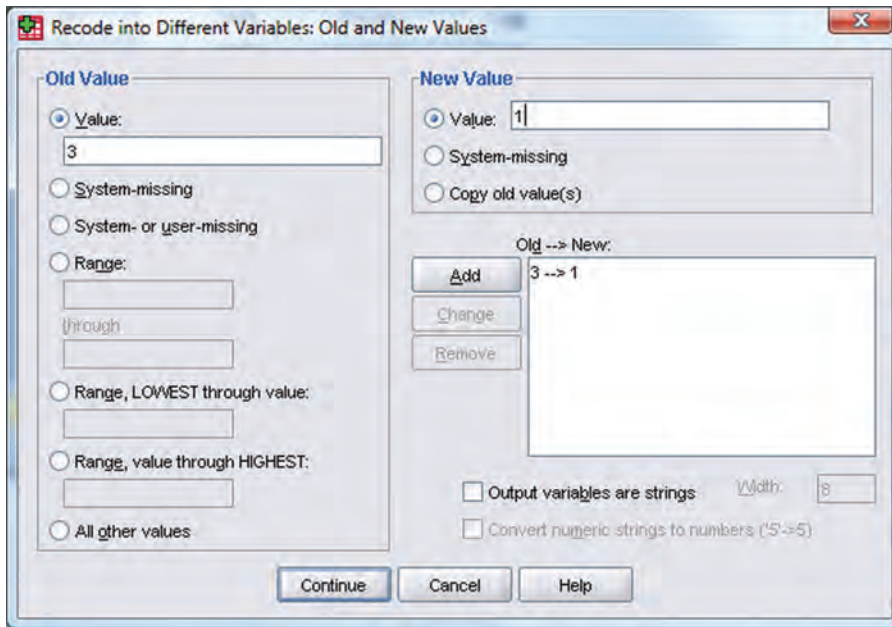 Recode into Different Variables: Old and New Values
Old Value
Value:
3
System-missing
System- or user-missing
Range:
through
Range, LOWEST through value:
Range, value through HIGHEST:
All other values
New Value
Value: 1
System-missing
Copy old value(s)
Old --> New:
Add
3 --> 1
Change
Remove
Output variables are strings Width: 8
Convert numeric strings to numbers ('5'->5)
Continue Cancel Help